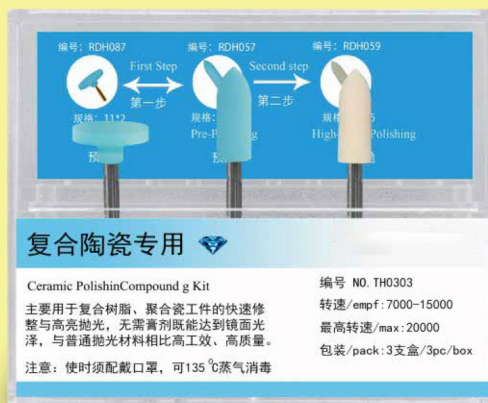 编号：RDH087
编号：RDH057
编号：RDH059
First Step
Second step
第一步
第二步
规格：11*2
规格：
Polishing
复合陶瓷专用
Ceramic PolishinCompound g Kit
主要用于复合树脂、聚合瓷工件的快速修
整与高亮抛光，无需膏剂既能达到镜面光
泽，与普通抛光材料相比高工效、高质量。
注意：使时须配戴口罩，可135℃蒸气消毒
编号 NO.TH0303
转速/empf:7000-15000
最高转速/max:20000
包装/pack:3支盒/3pc/box